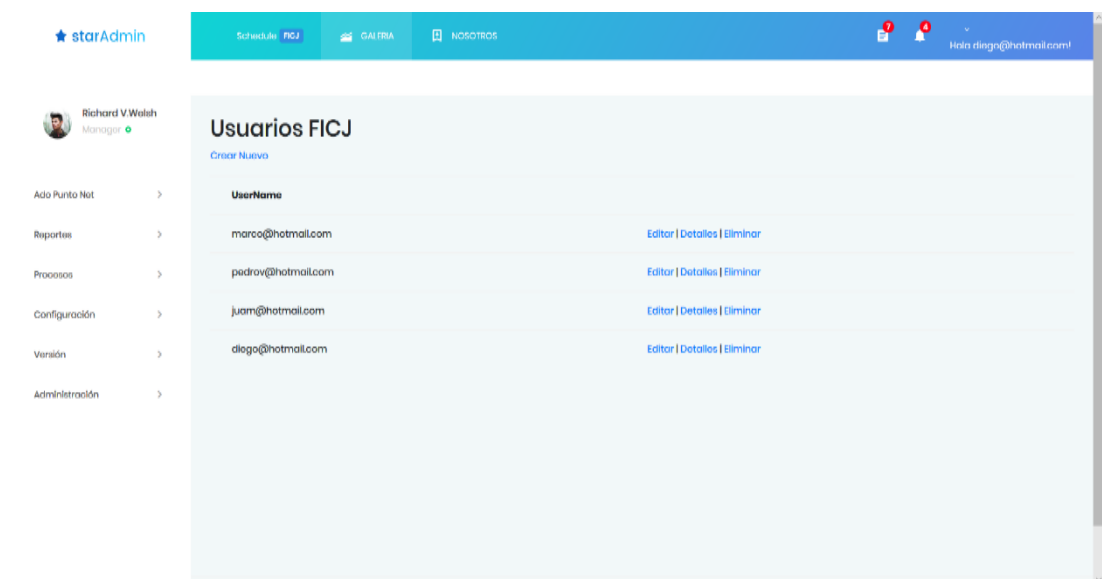 starAdmin
Schedule FICJ
GALERIA
NOSOTROS
7
4
Hola diego@hotmail.com!
Richard V.Welsh
Manager
Usuarios FICJ
Crear Nuevo
Ado Punto Net
Reportes
Procesos
Configuración
Versión
Administración
UserName
marco@hotmail.com Editar | Detalles | Eliminar
pedrov@hotmail.com Editar | Detalles | Eliminar
juam@hotmail.com Editar | Detalles | Eliminar
diego@hotmail.com Editar | Detalles | Eliminar